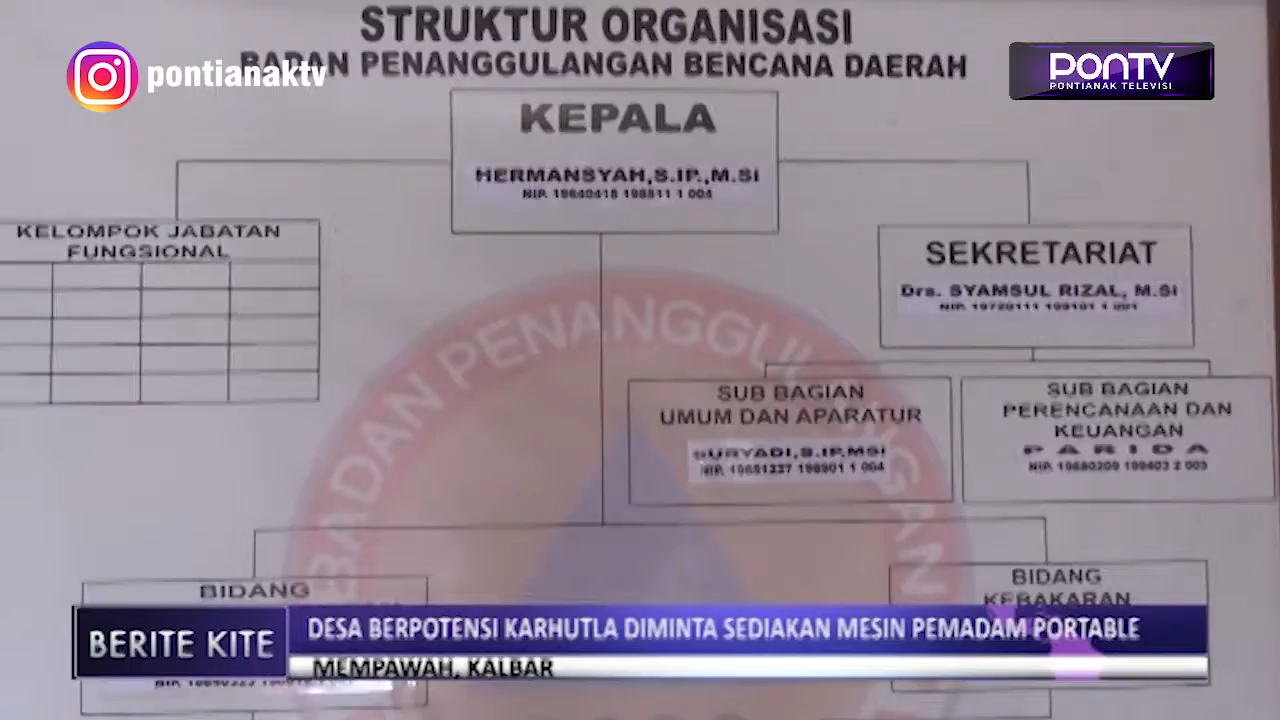 STRUKTUR ORGANISASI
BADAN PENANGGULANGAN BENCANA DAERAH
pontianaktv
PONTV
PONTIANAK TELEVISI
KEPALA
HERMANSYAH,S.IP.,M.SI
KELOMPOK JABATAN
FUNGSIONAL
SEKRETARIAT
Drs. SYAMSUL RIZAL, M.SI
BADAN PENANGGULANGAN
SUB BAGIAN
UMUM DAN APARATUR
SURYADI,S.IP,MSI
SUB BAGIAN
PERENCANAAN DAN
KEUANGAN
PARIDA
BIDANG
BIDANG
KEBAKARAN
BERITE KITE
DESA BERPOTENSI KARHUTLA DIMINTA SEDIAKAN MESIN PEMADAM PORTABLE
MEMPAWAH, KALBAR